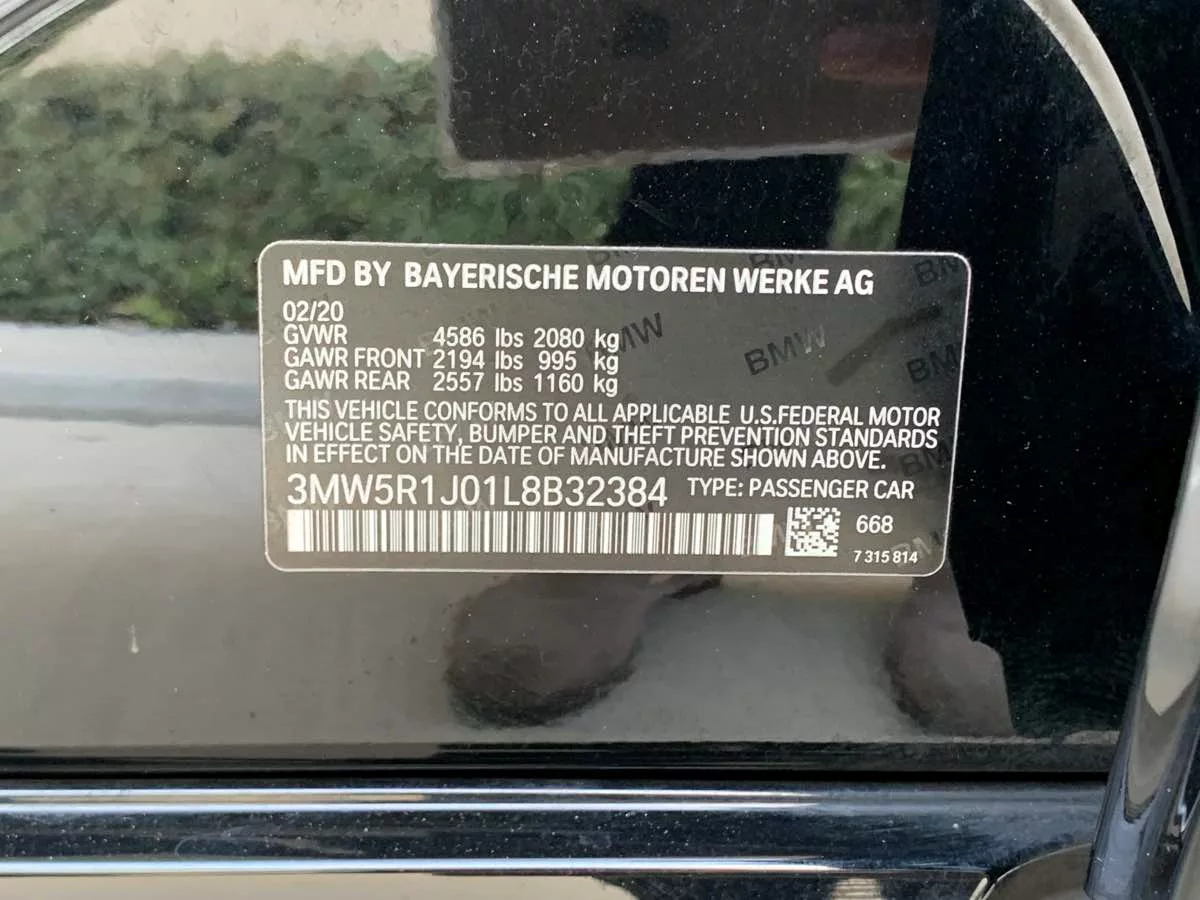 MFD BY BAYERISCHE MOTOREN WERKE AG
02/20
GVWR 4586 lbs 2080 kg
GAWR FRONT 2194 lbs 995 kg
GAWR REAR 2557 lbs 1160 kg
THIS VEHICLE CONFORMS TO ALL APPLICABLE U.S.FEDERAL MOTOR
VEHICLE SAFETY, BUMPER AND THEFT PREVENTION STANDARDS
IN EFFECT ON THE DATE OF MANUFACTURE SHOWN ABOVE.
3MW5R1J01L8B32384 TYPE: PASSENGER CAR
668
7 315 814
BMW
BMW
BMW
BMW
BMW